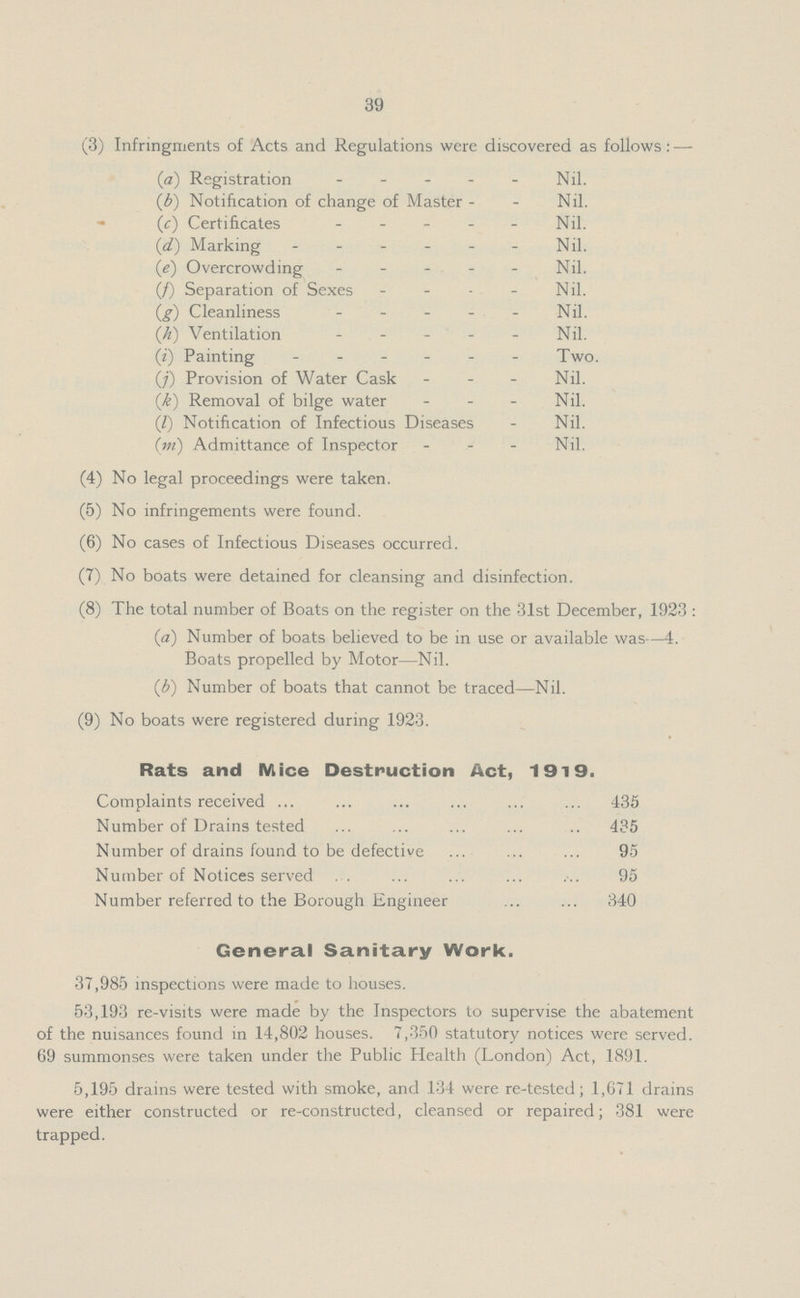 39
(3) Infringments of Acts and Regulations were discovered as follows:—
(a) Registration - - - - - Nil.
(b) Notification of change of Master - - Nil.
(c) Certificates - - - - - Nil.
(d) Marking - - - - - - Nil.
(e) Overcrowding - - - - - Nil.
(f) Separation of Sexes - - - - Nil.
(g) Cleanliness - - - - - Nil.
(h) Ventilation - - - - - Nil.
(i) Painting - - - - - - Two.
(j) Provision of Water Cask - - - Nil.
(k) Removal of bilge water - - - Nil.
(l) Notification of Infectious Diseases - Nil.
(m) Admittance of Inspector - - - Nil.
(4) No legal proceedings were taken.
(5) No infringements were found.
(6) No cases of Infectious Diseases occurred.
(7) No boats were detained for cleansing and disinfection.
(8) The total number of Boats on the register on the 31st December, 1923 :
(a) Number of boats believed to be in use or available was—4.
Boats propelled by Motor—Nil.
(b) Number of boats that cannot be traced—Nil.
(9) No boats were registered during 1923.
Rats and Mice Destruction Act, 1919.
Complaints received ... ... ... ... ... ... 435
Number of Drains tested ... ... ... ... .. 435
Number of drains found to be defective ... ... ... 95
Number of Notices served .. ... ... ... ... 95
Number referred to the Borough Engineer ... ... 340
General Sanitary Work.
37,985 inspections were made to houses.
53,193 re-visits were made by the Inspectors to supervise the abatement
of the nuisances found in 14,802 houses. 7,350 statutory notices were served.
69 summonses were taken under the Public Health (London) Act, 1891.
5,195 drains were tested with smoke, and 134 were re-tested; 1,671 drains
were either constructed or re-constructed, cleansed or repaired; 381 were
trapped.